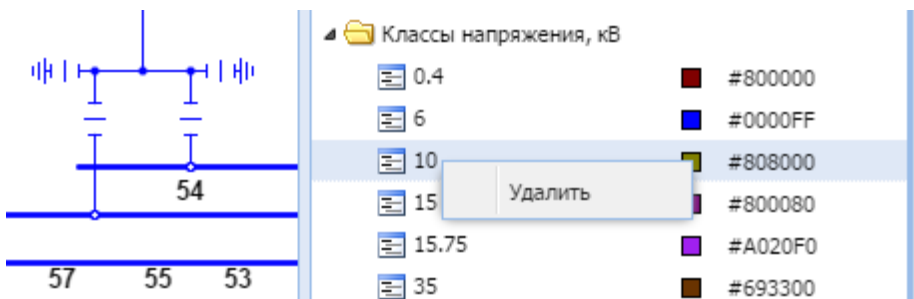 Классы напряжения, кВ
0.4 #800000
6 #0000FF
10 #808000
Удалить
15 #800080
15.75 #A020F0
35 #693300
54
57 55 53